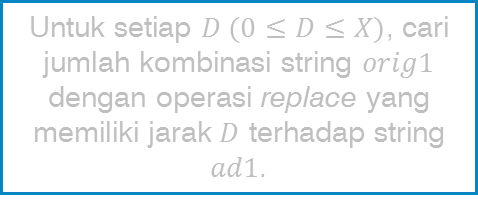 Untuk setiap D (0 ≤ D ≤ X), cari
jumlah kombinasi string orig1
dengan operasi replace yang
memiliki jarak D terhadap string
ad1.